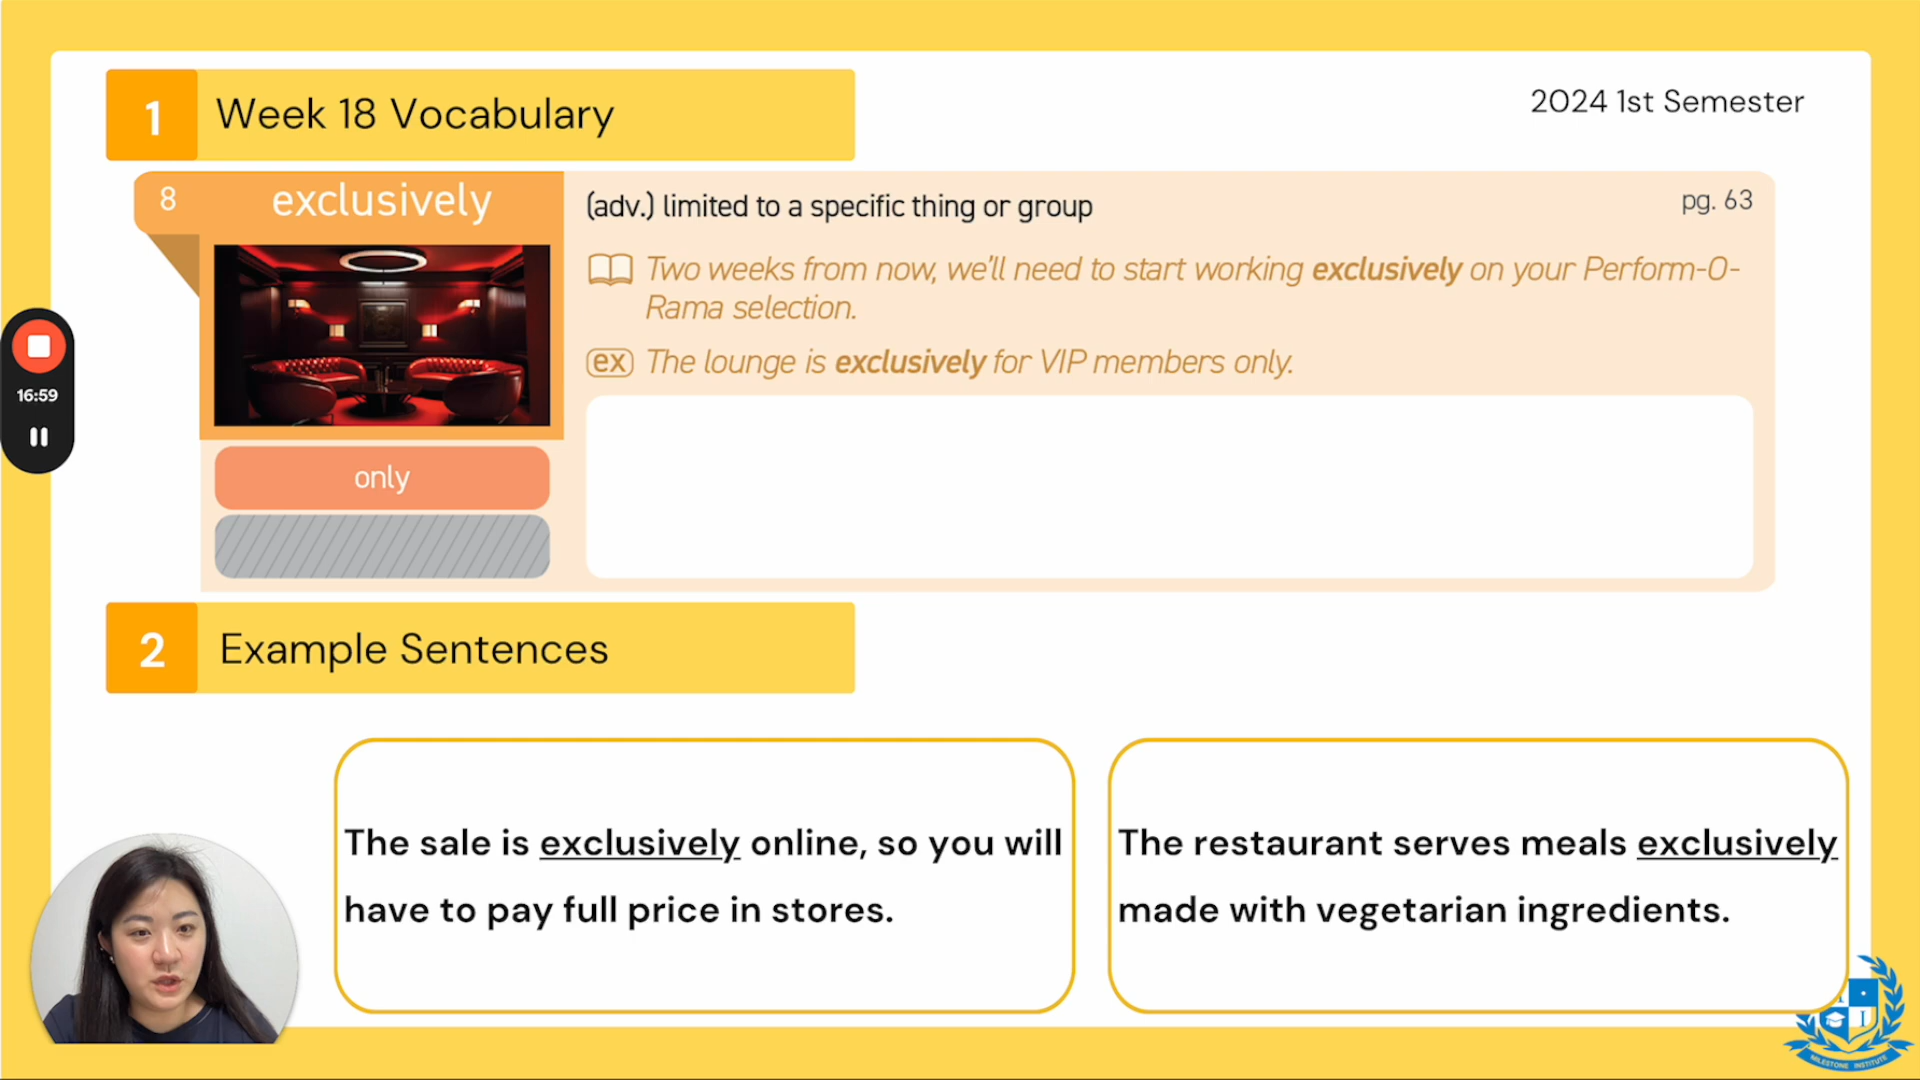 1 Week 18 Vocabulary
2024 1st Semester
8 exclusively
(adv.) limited to a specific thing or group
pg. 63
Two weeks from now, we'll need to start working exclusively on your Perform-O-
Rama selection.
ex The lounge is exclusively for VIP members only.
16:59
only
2 Example Sentences
The sale is exclusively online, so you will
have to pay full price in stores.
The restaurant serves meals exclusively
made with vegetarian ingredients.
I
MILESTONE INSTITUTE